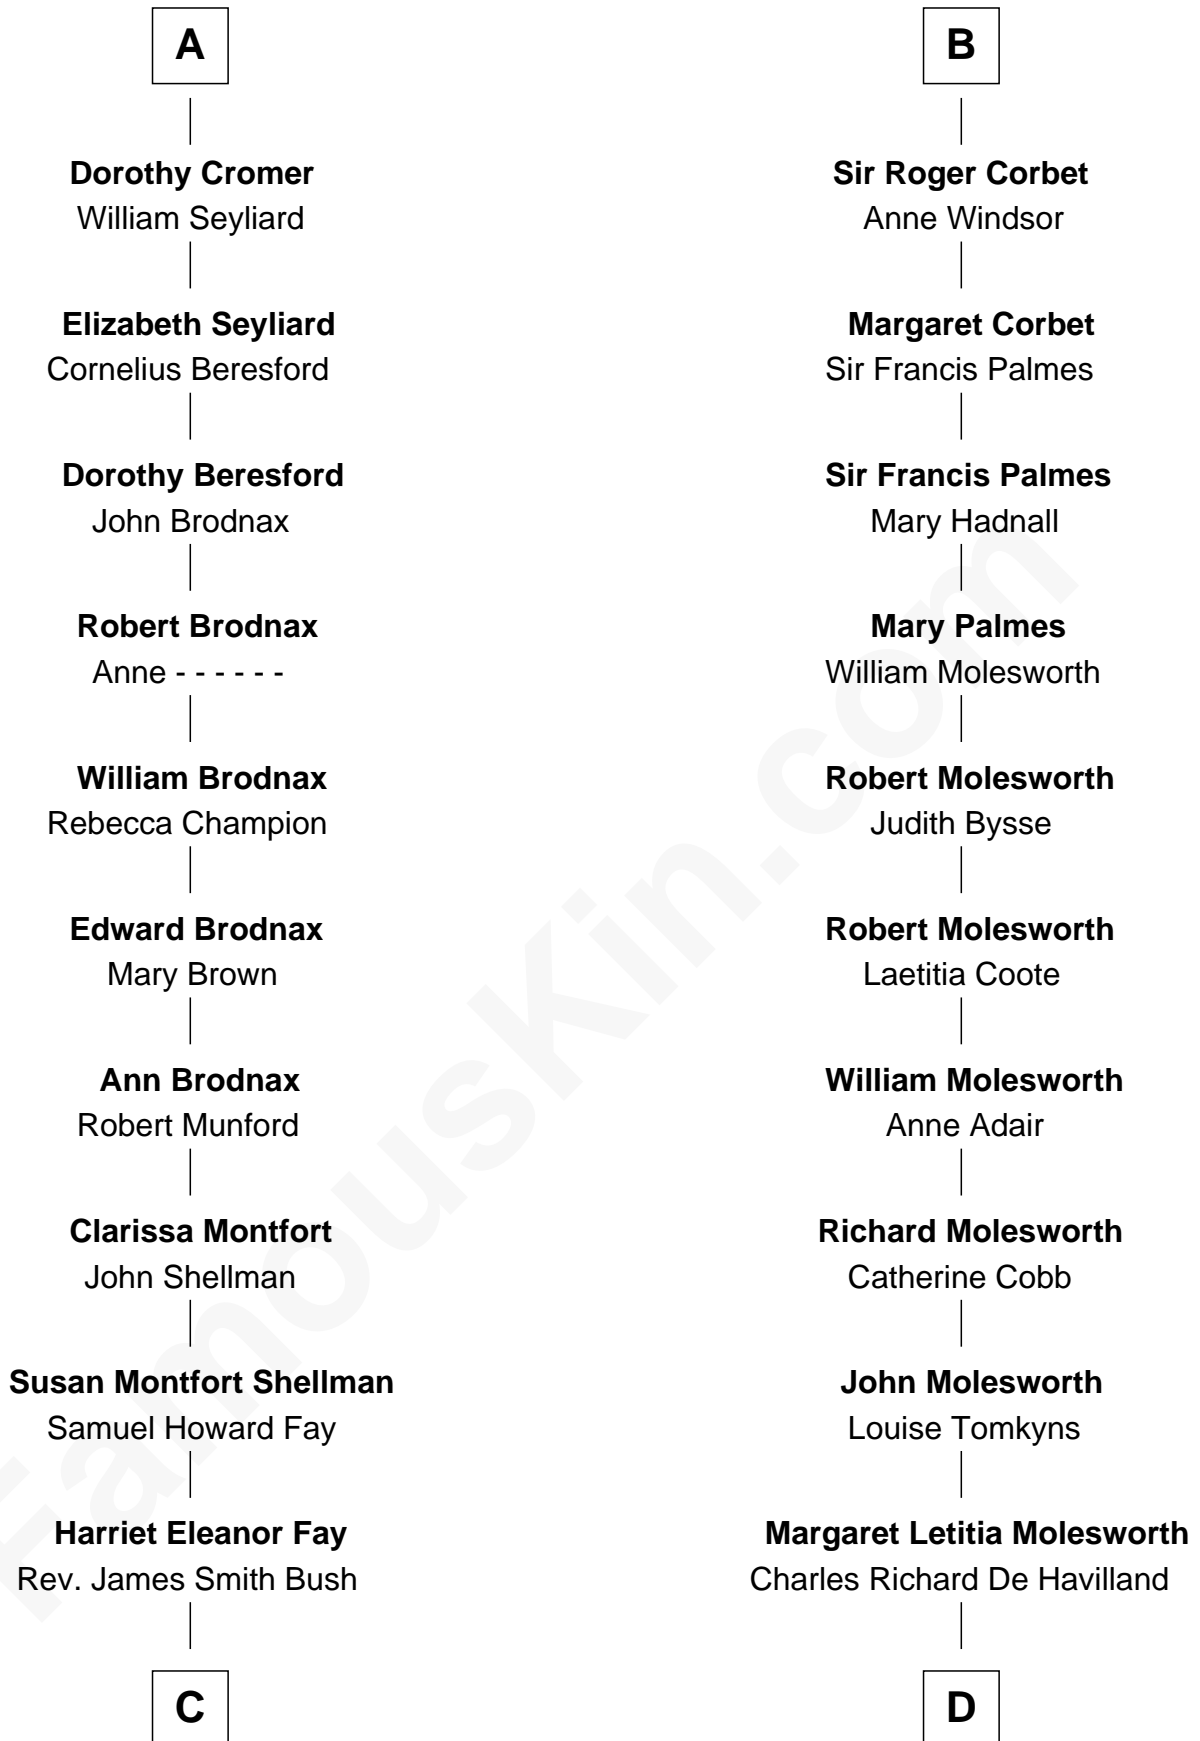 A
Dorothy Cromer
William Seyliard
Elizabeth Seyliard
Cornelius Beresford
Dorothy Beresford
John Brodnax
Robert Brodnax
Anne - - - - - -
William Brodnax
Rebecca Champion
Edward Brodnax
Mary Brown
Ann Brodnax
Robert Munford
Clarissa Montfort
John Shellman
Susan Montfort Shellman
Samuel Howard Fay
Harriet Eleanor Fay
Rev. James Smith Bush
C
B
Sir Roger Corbet
Anne Windsor
Margaret Corbet
Sir Francis Palmes
Sir Francis Palmes
Mary Hadnall
Mary Palmes
William Molesworth
Robert Molesworth
Judith Bysse
Robert Molesworth
Laetitia Coote
William Molesworth
Anne Adair
Richard Molesworth
Catherine Cobb
John Molesworth
Louise Tomkyns
Margaret Letitia Molesworth
Charles Richard De Havilland
D
FamousKin.com